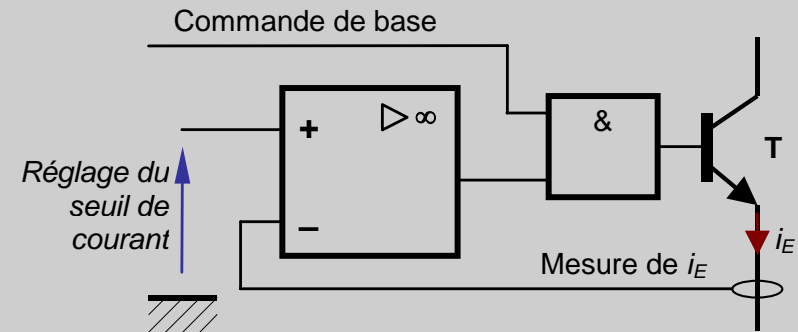 Commande de base
+
▷ ∞
&
T
Réglage du
seuil de
courant
–
Mesure de iE
iE